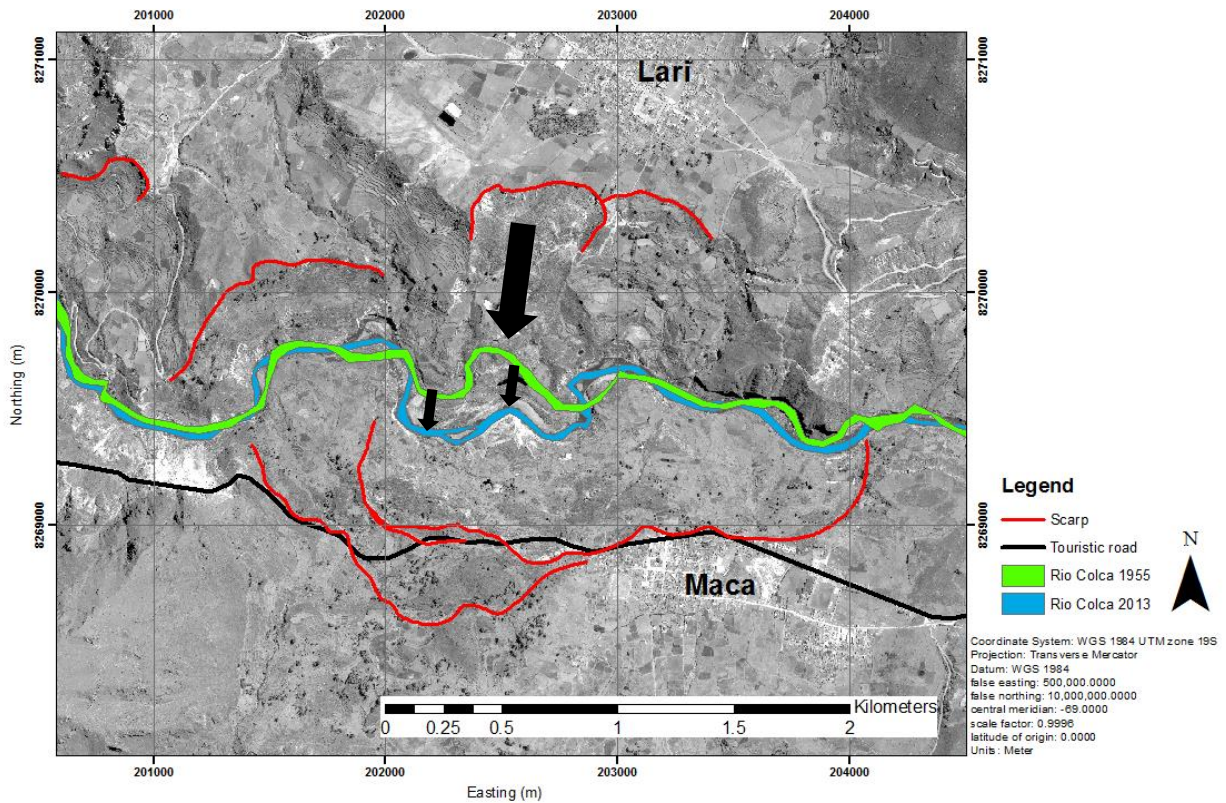 201000 202000 203000 204000
8271000
8271000
Lari
8270000
8270000
Northing (m)
8269000
8269000
Maca
Kilometers
0 0.25 0.5 1 1.5 2
201000 202000 203000 204000
Easting (m)
Legend
Scarp
Touristic road
Rio Colca 1955
Rio Colca 2013
N
Coordinate System: WGS 1984 UTM zone 19S
Projection: Transverse Mercator
Datum: WGS 1984
false easting: 500,000.0000
false northing: 10,000,000.0000
central meridian: -69.0000
scale factor: 0.9996
latitude of origin: 0.0000
Units: Meter